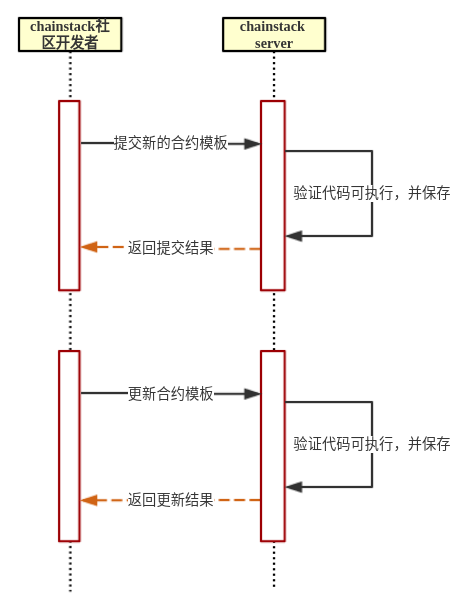 chainstack社
区开发者
chainstack
server
提交新的合约模板
验证代码可执行，并保存
返回提交结果
更新合约模板
验证代码可执行，并保存
返回更新结果